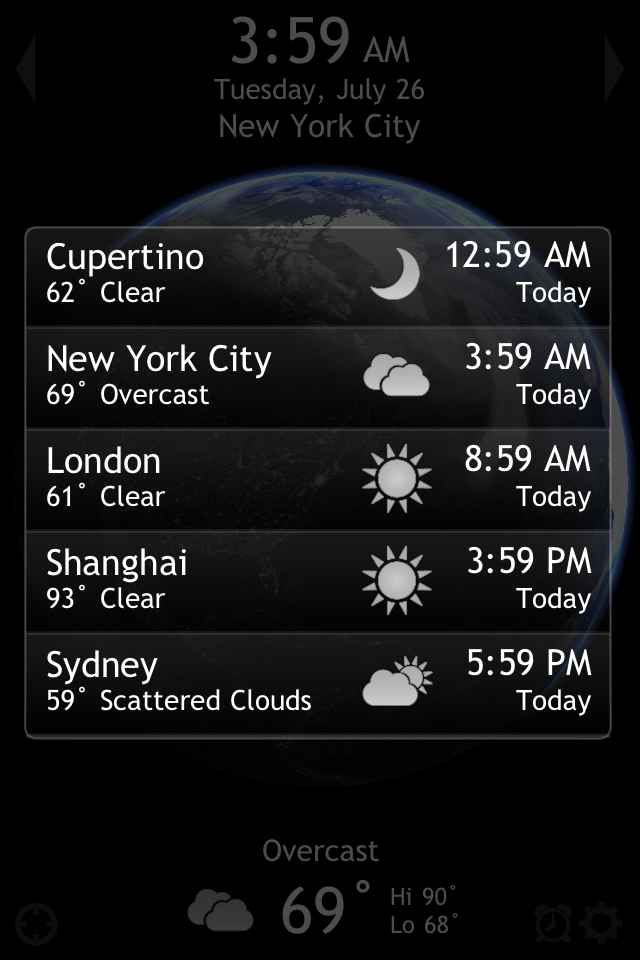 3:59 AM
Tuesday, July 26
New York City
Cupertino 12:59 AM
62° Clear Today
New York City 3:59 AM
69° Overcast Today
London 8:59 AM
61° Clear Today
Shanghai 3:59 PM
93° Clear Today
Sydney 5:59 PM
59° Scattered Clouds Today
Overcast
69° Hi 90°
Lo 68°